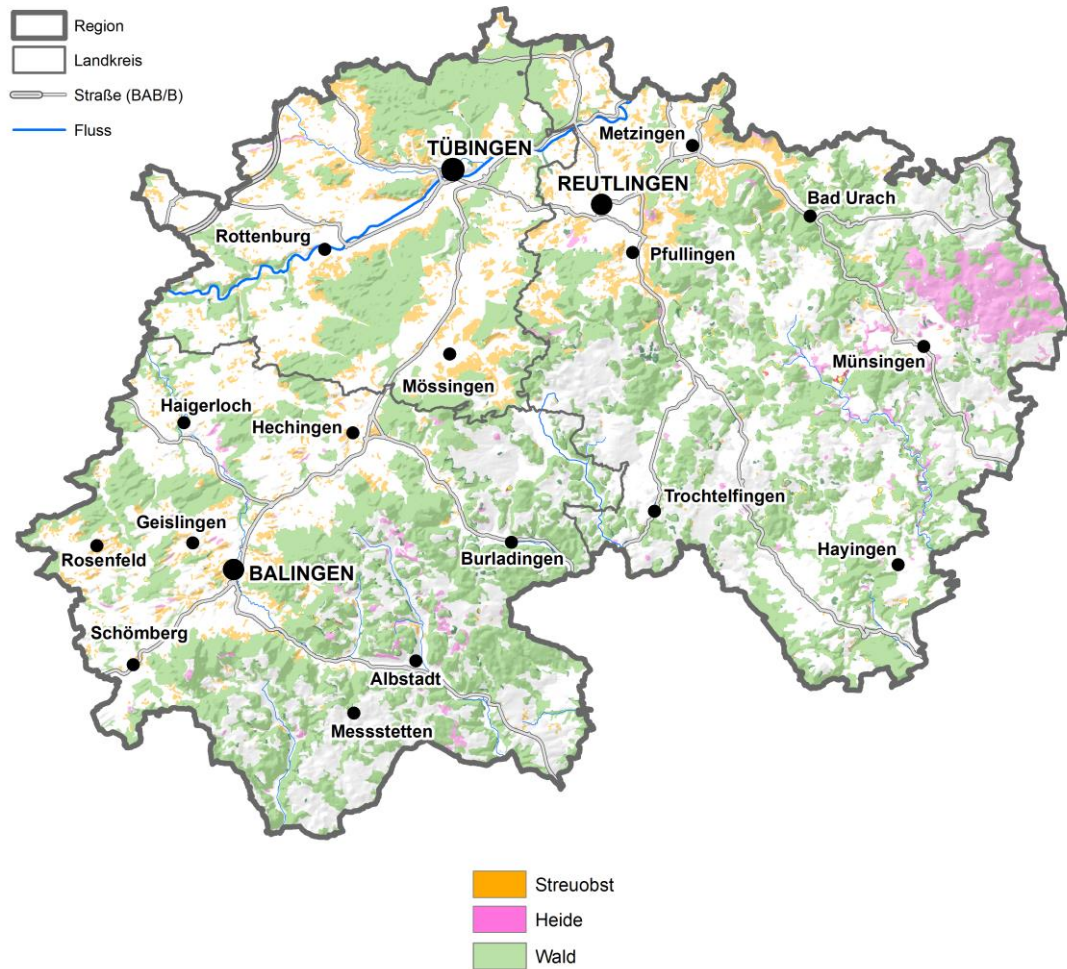 Region
Landkreis
Straße (BAB/B)
Fluss
Metzingen
TÜBINGEN
REUTLINGEN
Bad Urach
Rottenburg
Pfullingen
Münsingen
Mössingen
Haigerloch
Hechingen
Trochtelfingen
Geislingen
Rosenfeld
Burladingen
Hayingen
BALINGEN
Schömberg
Albstadt
Messstetten
Streuobst
Heide
Wald